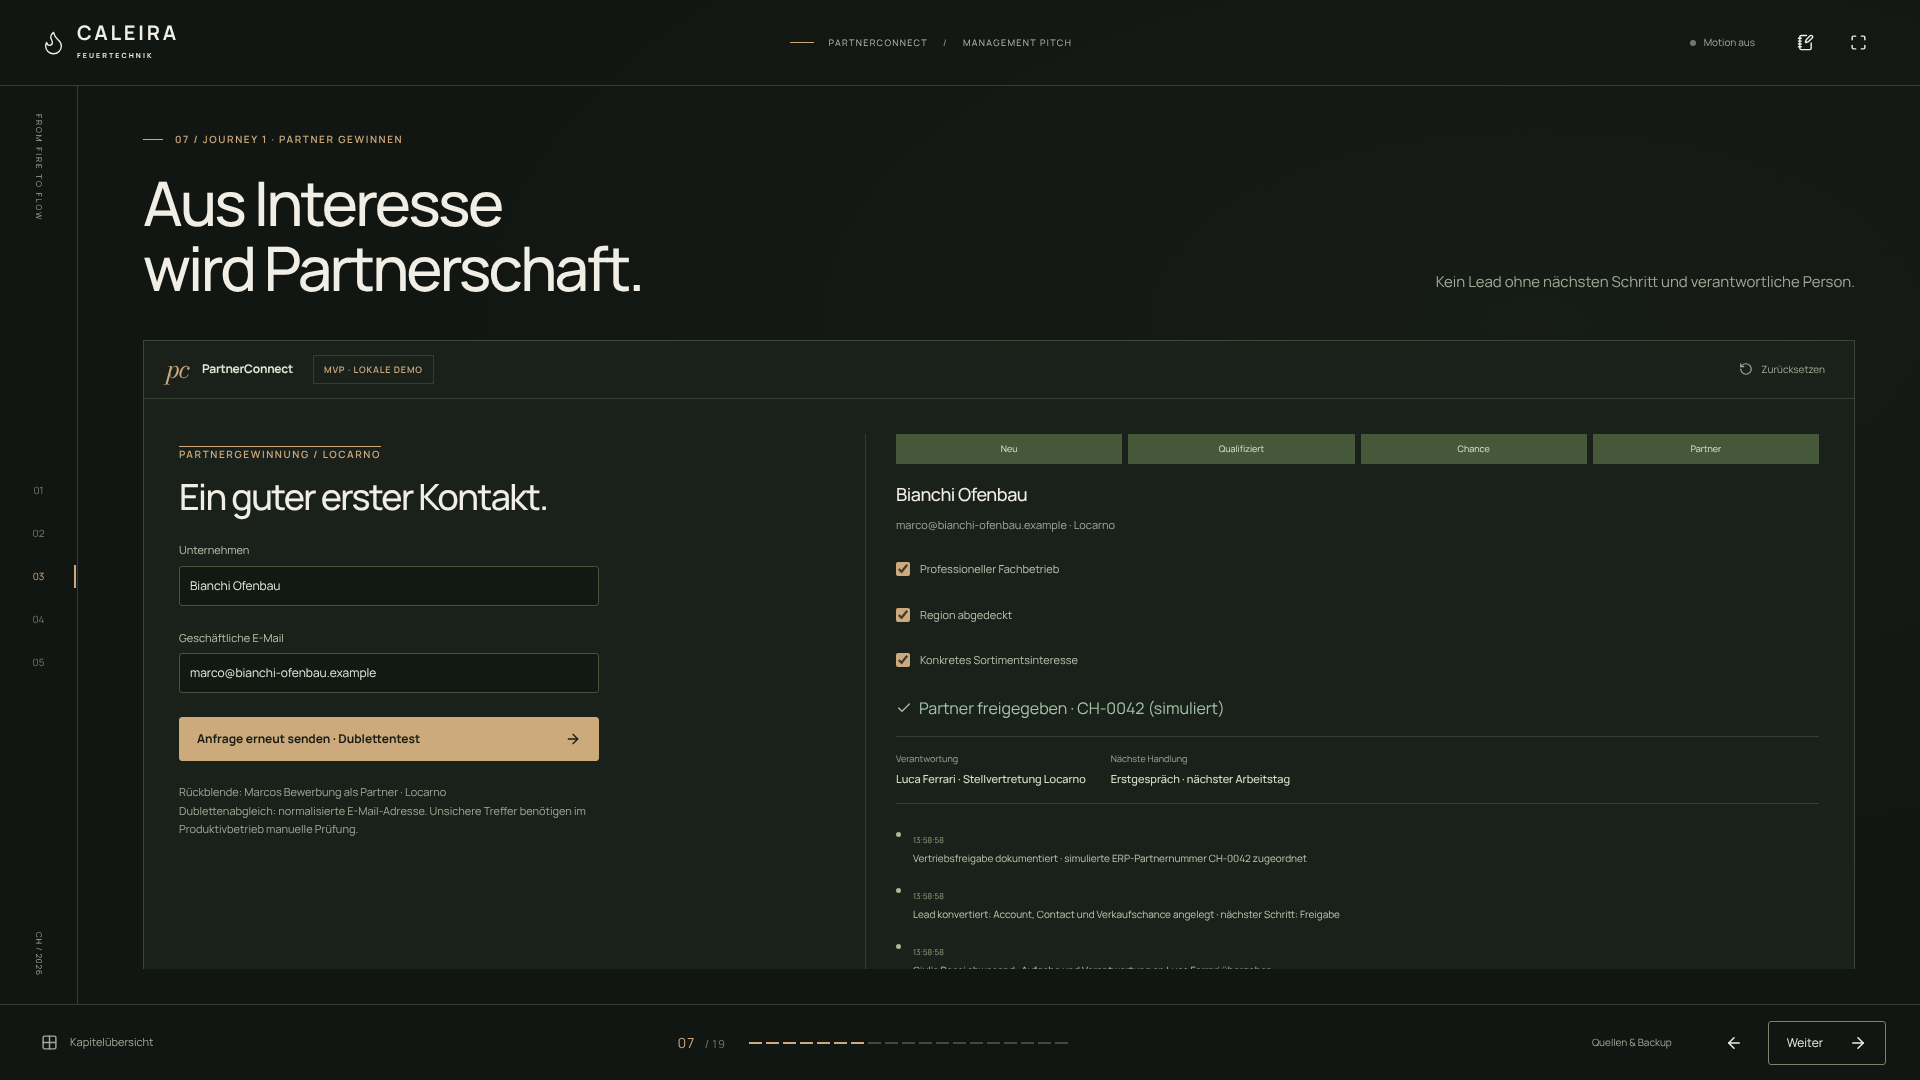 CALEIRA
FEUERTECHNIK
PARTNERCONNECT / MANAGEMENT PITCH
Motion aus
FROM FIRE TO FLOW
01
02
03
04
05
CH / 2026
07 / JOURNEY 1 · PARTNER GEWINNEN
Aus Interesse
wird Partnerschaft.
Kein Lead ohne nächsten Schritt und verantwortliche Person.
pc PartnerConnect
MVP · LOKALE DEMO
Zurücksetzen
PARTNERGEWINNUNG / LOCARNO
Ein guter erster Kontakt.
Unternehmen
Bianchi Ofenbau
Geschäftliche E-Mail
marco@bianchi-ofenbau.example
Anfrage erneut senden · Dublettentest
Rückblende: Marcos Bewerbung als Partner · Locarno
Dublettenabgleich: normalisierte E-Mail-Adresse. Unsichere Treffer benötigen im
Produktivbetrieb manuelle Prüfung.
Neu
Qualifiziert
Chance
Partner
Bianchi Ofenbau
marco@bianchi-ofenbau.example · Locarno
Professioneller Fachbetrieb
Region abgedeckt
Konkretes Sortimentsinteresse
Partner freigegeben · CH-0042 (simuliert)
Verantwortung
Luca Ferrari · Stellvertretung Locarno
Nächste Handlung
Erstgespräch · nächster Arbeitstag
13:58:58
Vertriebsfreigabe dokumentiert · simulierte ERP-Partnernummer CH-0042 zugeordnet
13:58:58
Lead konvertiert: Account, Contact und Verkaufschance angelegt · nächster Schritt: Freigabe
13:58:58
Kapitelübersicht
07 / 19
Quellen & Backup
Weiter